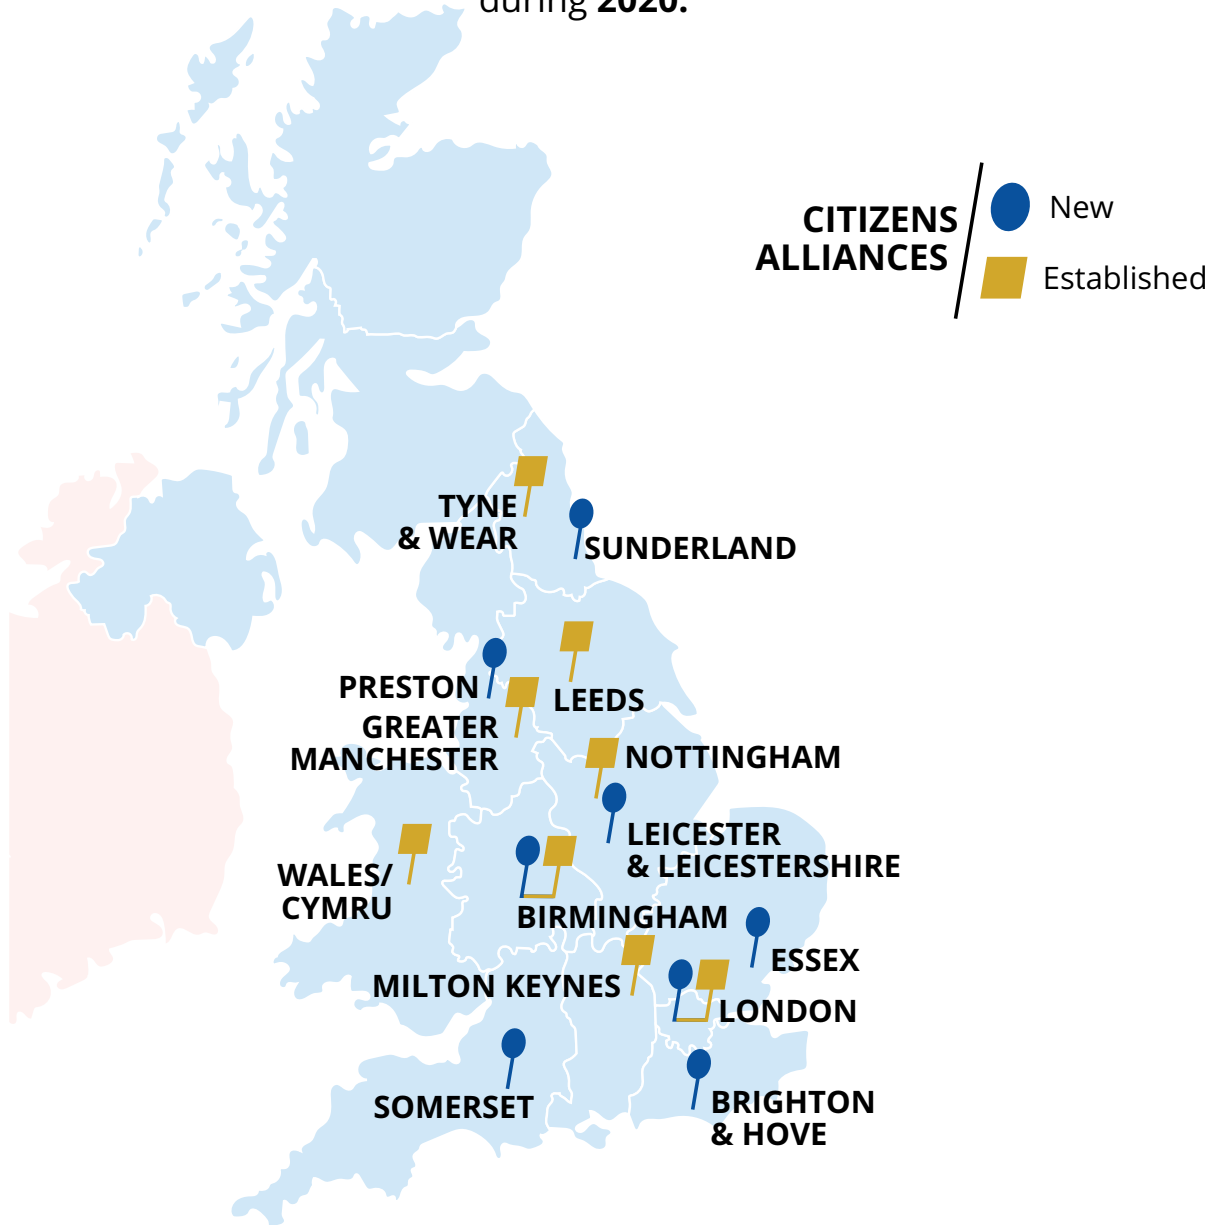 during 2020.
CITIZENS
ALLIANCES
New
Established
TYNE
& WEAR
SUNDERLAND
PRESTON
LEEDS
GREATER
MANCHESTER
NOTTINGHAM
LEICESTER
& LEICESTERSHIRE
WALES/
CYMRU
BIRMINGHAM
ESSEX
MILTON KEYNES
LONDON
SOMERSET
BRIGHTON
& HOVE